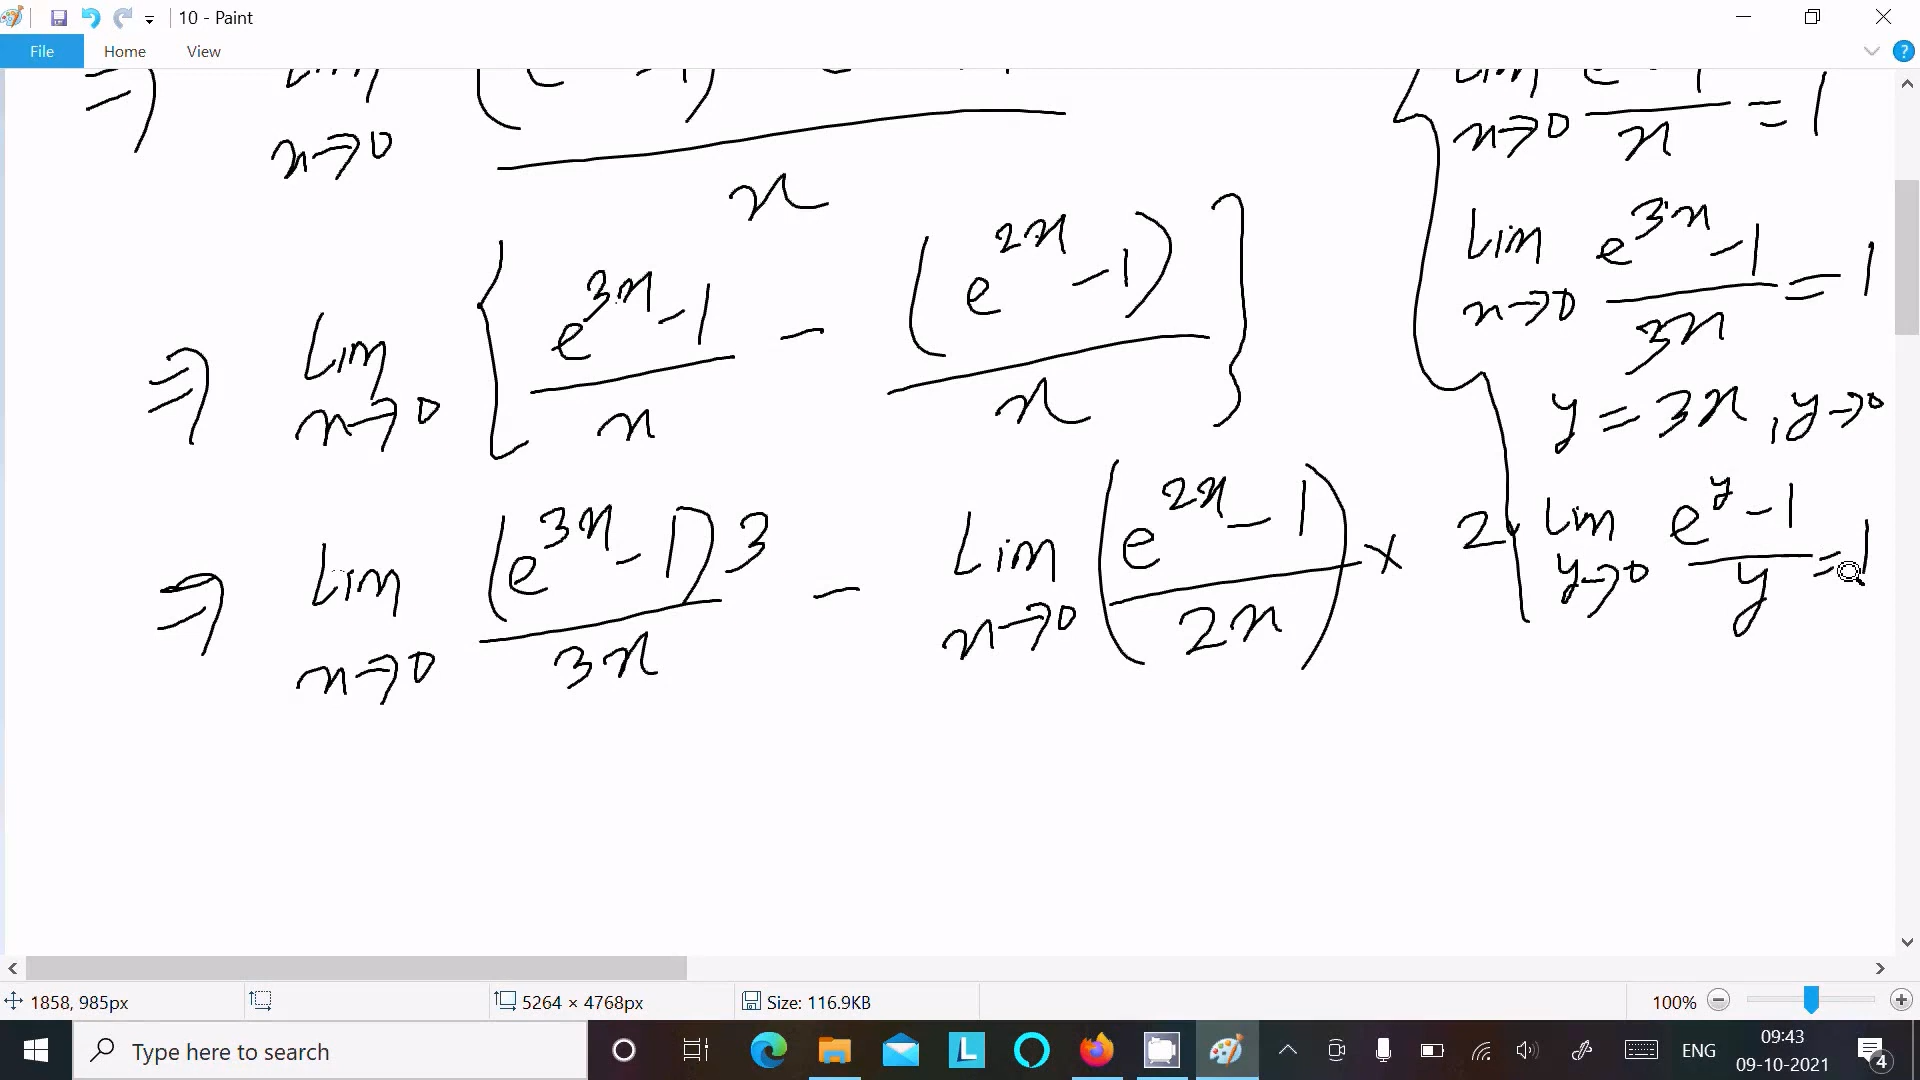 10 - Paint
File Home View
⇒ lim x→0 (e -1) / x
lim x→0 e -1 / x = 1
⇒ lim x→0 { e^3x -1 / x - (e^2x -1) / x }
lim x→0 e^3x -1 / 3x = 1
y = 3x, y→0
⇒ lim x→0 (e^3x -1) 3 / 3x - lim x→0 (e^2x -1 / 2x) × 2
lim y→0 e^y -1 / y = 1
1858, 985px 5264 × 4768px Size: 116.9KB 100%
Type here to search L ENG 09:43
09-10-2021 4